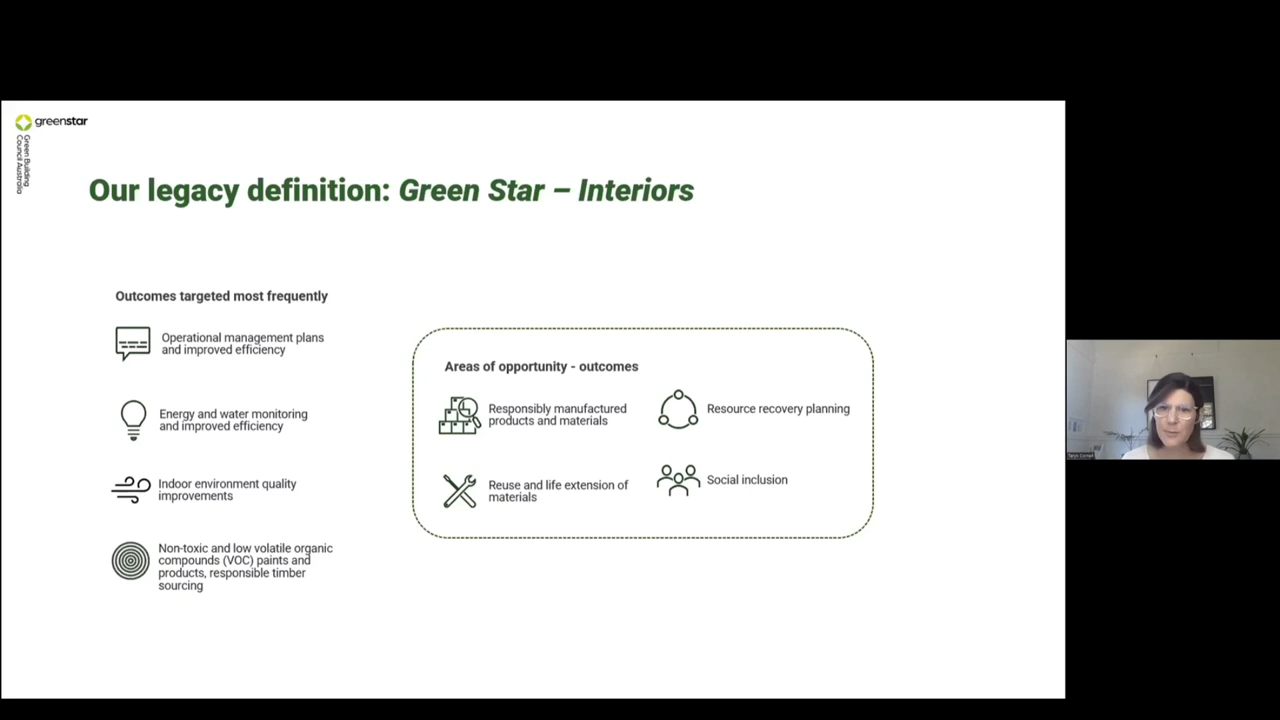 greenstar
Green Building
Council Australia
Our legacy definition: Green Star – Interiors
Outcomes targeted most frequently
Operational management plans
and improved efficiency
Energy and water monitoring
and improved efficiency
Indoor environment quality
improvements
Non-toxic and low volatile organic
compounds (VOC) paints and
products, responsible timber
sourcing
Areas of opportunity - outcomes
Responsibly manufactured
products and materials
Reuse and life extension of
materials
Resource recovery planning
Social inclusion